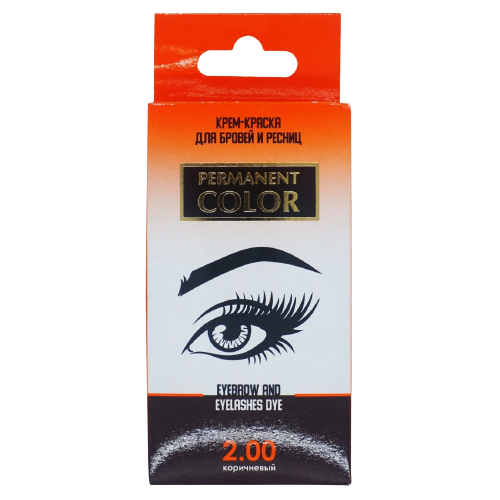 КРЕМ-КРАСКА
ДЛЯ БРОВЕЙ И РЕСНИЦ
PERMANENT
COLOR
EYEBROW AND
EYELASHES DYE
2.00
коричневый